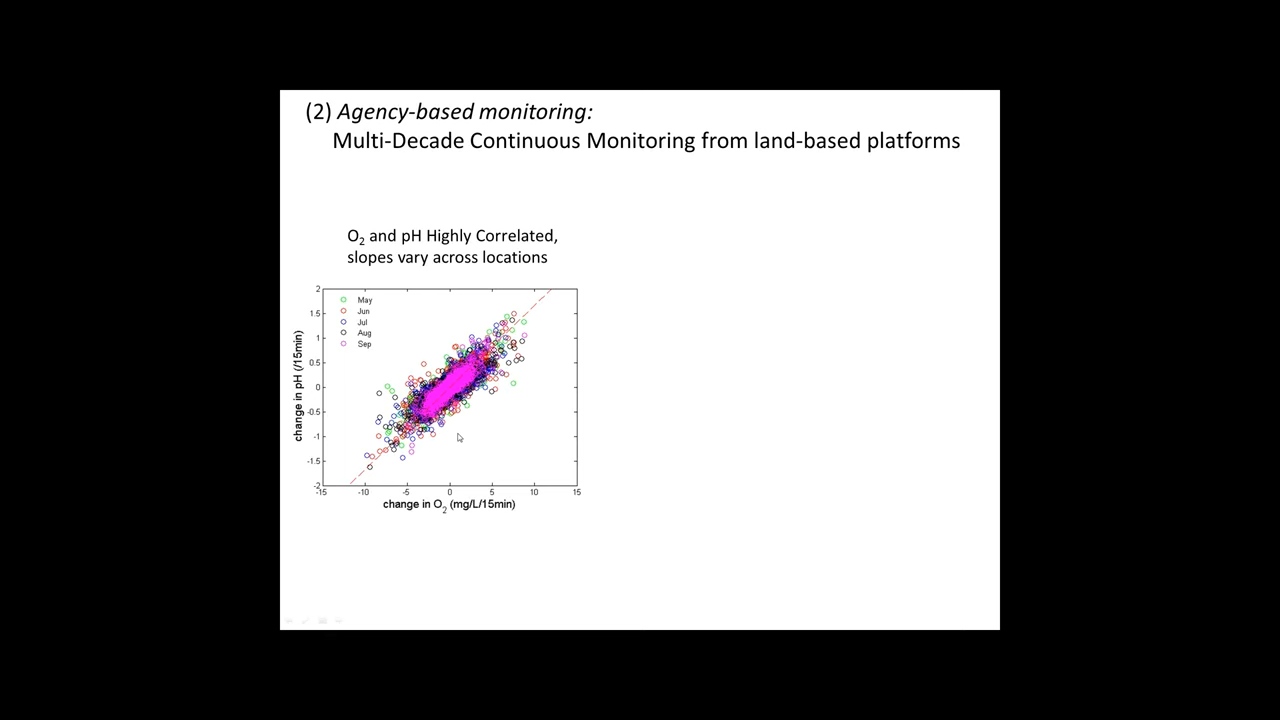 (2) Agency-based monitoring:
Multi-Decade Continuous Monitoring from land-based platforms
O2 and pH Highly Correlated,
slopes vary across locations
May
Jun
Jul
Aug
Sep
2
1.5
1
0.5
0
-0.5
-1
-1.5
-2
change in pH (/15min)
-15 -10 -5 0 5 10 15
change in O2 (mg/L/15min)